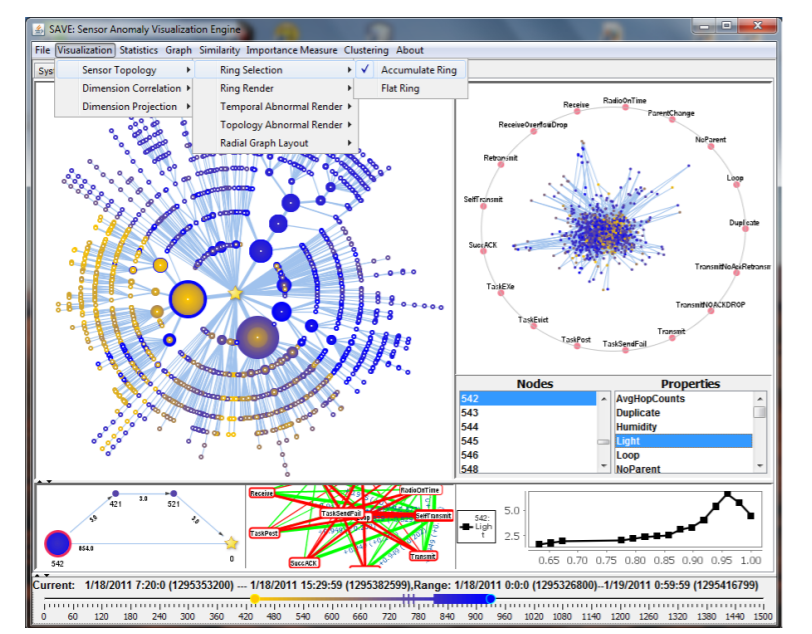 SAVE: Sensor Anomaly Visualization Engine
File Visualization Statistics Graph Similarity Importance Measure Clustering About
Sys
Sensor Topology
Dimension Correlation
Dimension Projection
Ring Selection
Ring Render
Temporal Abnormal Render
Topology Abnormal Render
Radial Graph Layout
Accumulate Ring
Flat Ring
RadioOnTime
Receive
ParentChange
ReceiveOverflowDrop
NoParent
Retransmit
Loop
SelfTransmit
Duplicate
SuccACK
TransmitNoAckRetransm
TaskEXe
TransmitNOACKDROP
TaskExict
Transmit
TaskPost
TaskSendFail
Nodes
542
543
544
545
546
548
Properties
AvgHopCounts
Duplicate
Humidity
Light
Loop
NoParent
421
3.0
521
3.0
3.0
854.0
542
0
Receive
RadioOnTime
TaskSendFail
SelfTransmit
TaskPost
Transmit
SuccACK
542:
Ligh
t
5.0
2.5
0.65 0.70 0.75 0.80 0.85 0.90 0.95 1.00
Current: 1/18/2011 7:20:0 (1295353200) --- 1/18/2011 15:29:59 (1295382599),Range: 1/18/2011 0:0:0 (1295326800)--1/19/2011 0:59:59 (1295416799)
0 60 120 180 240 300 360 420 480 540 600 660 720 780 840 900 960 1020 1080 1140 1200 1260 1320 1380 1440 1500